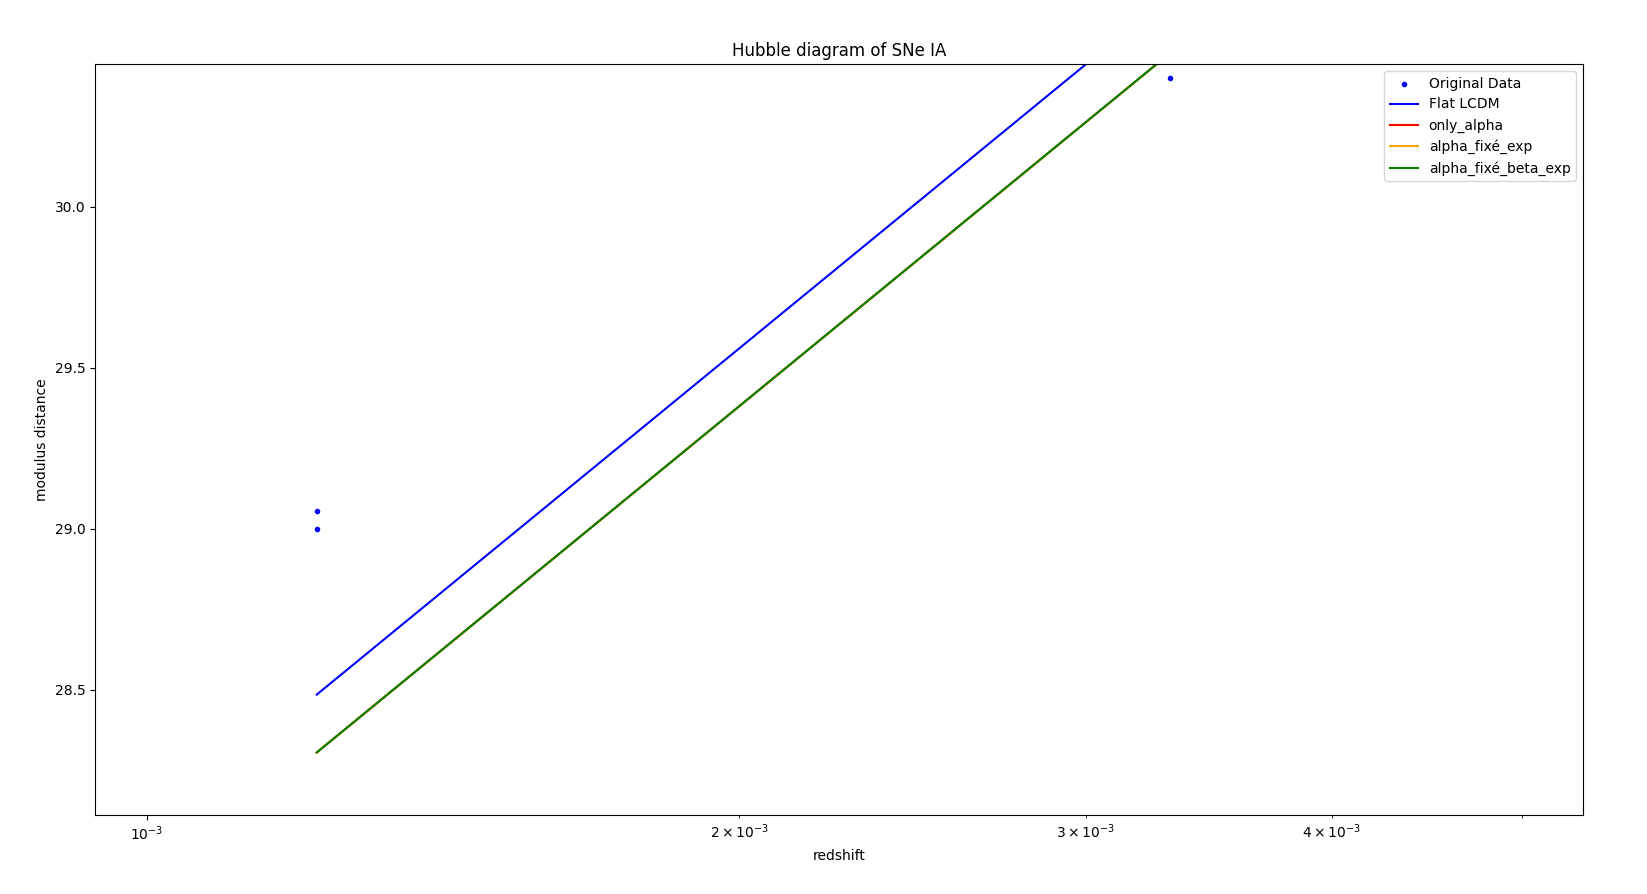 Hubble diagram of SNe IA
Original Data
Flat LCDM
only_alpha
alpha_fixé_exp
alpha_fixé_beta_exp
modulus distance
30.0
29.5
29.0
28.5
10⁻³
2 × 10⁻³
3 × 10⁻³
4 × 10⁻³
redshift